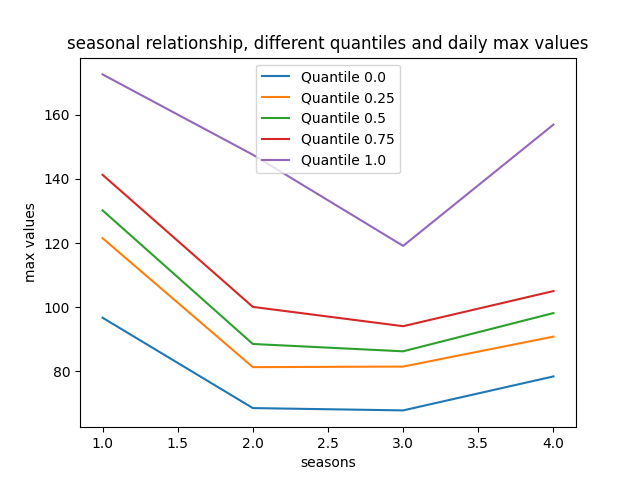 seasonal relationship, different quantiles and daily max values
Quantile 0.0
Quantile 0.25
Quantile 0.5
Quantile 0.75
Quantile 1.0
160
140
120
100
80
max values
1.0
1.5
2.0
2.5
3.0
3.5
4.0
seasons